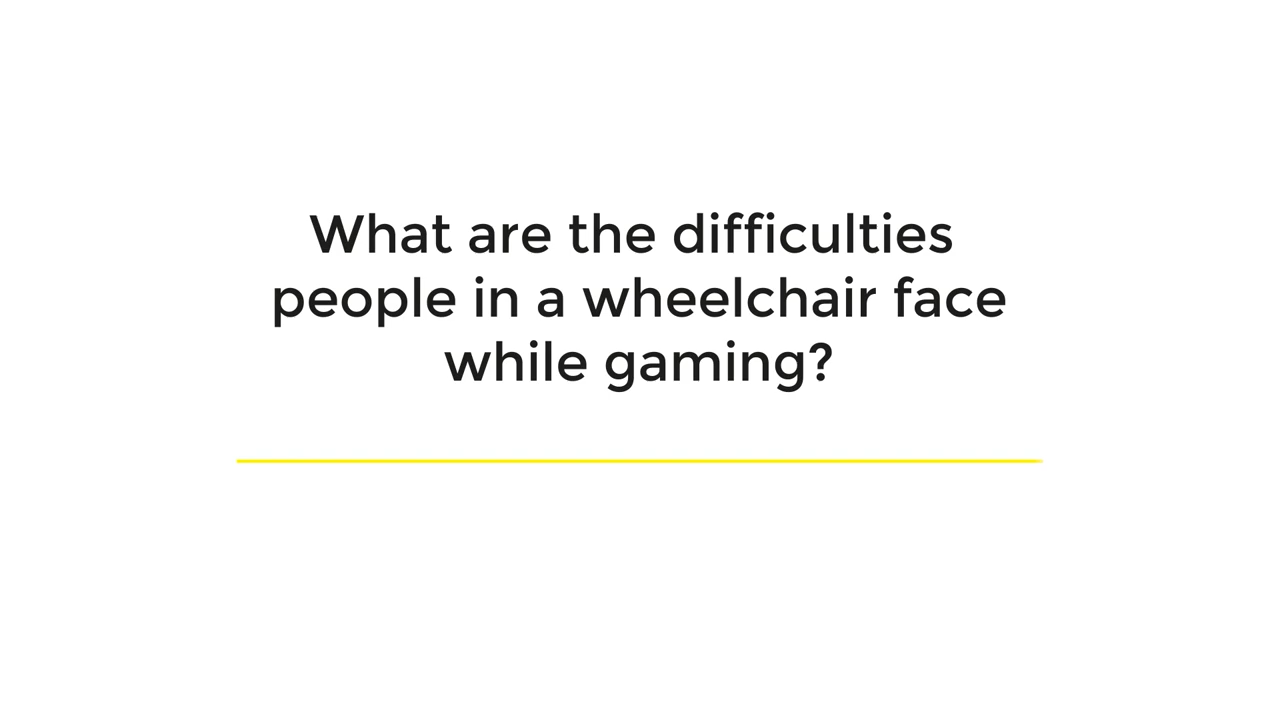 What are the difficulties
people in a wheelchair face
while gaming?